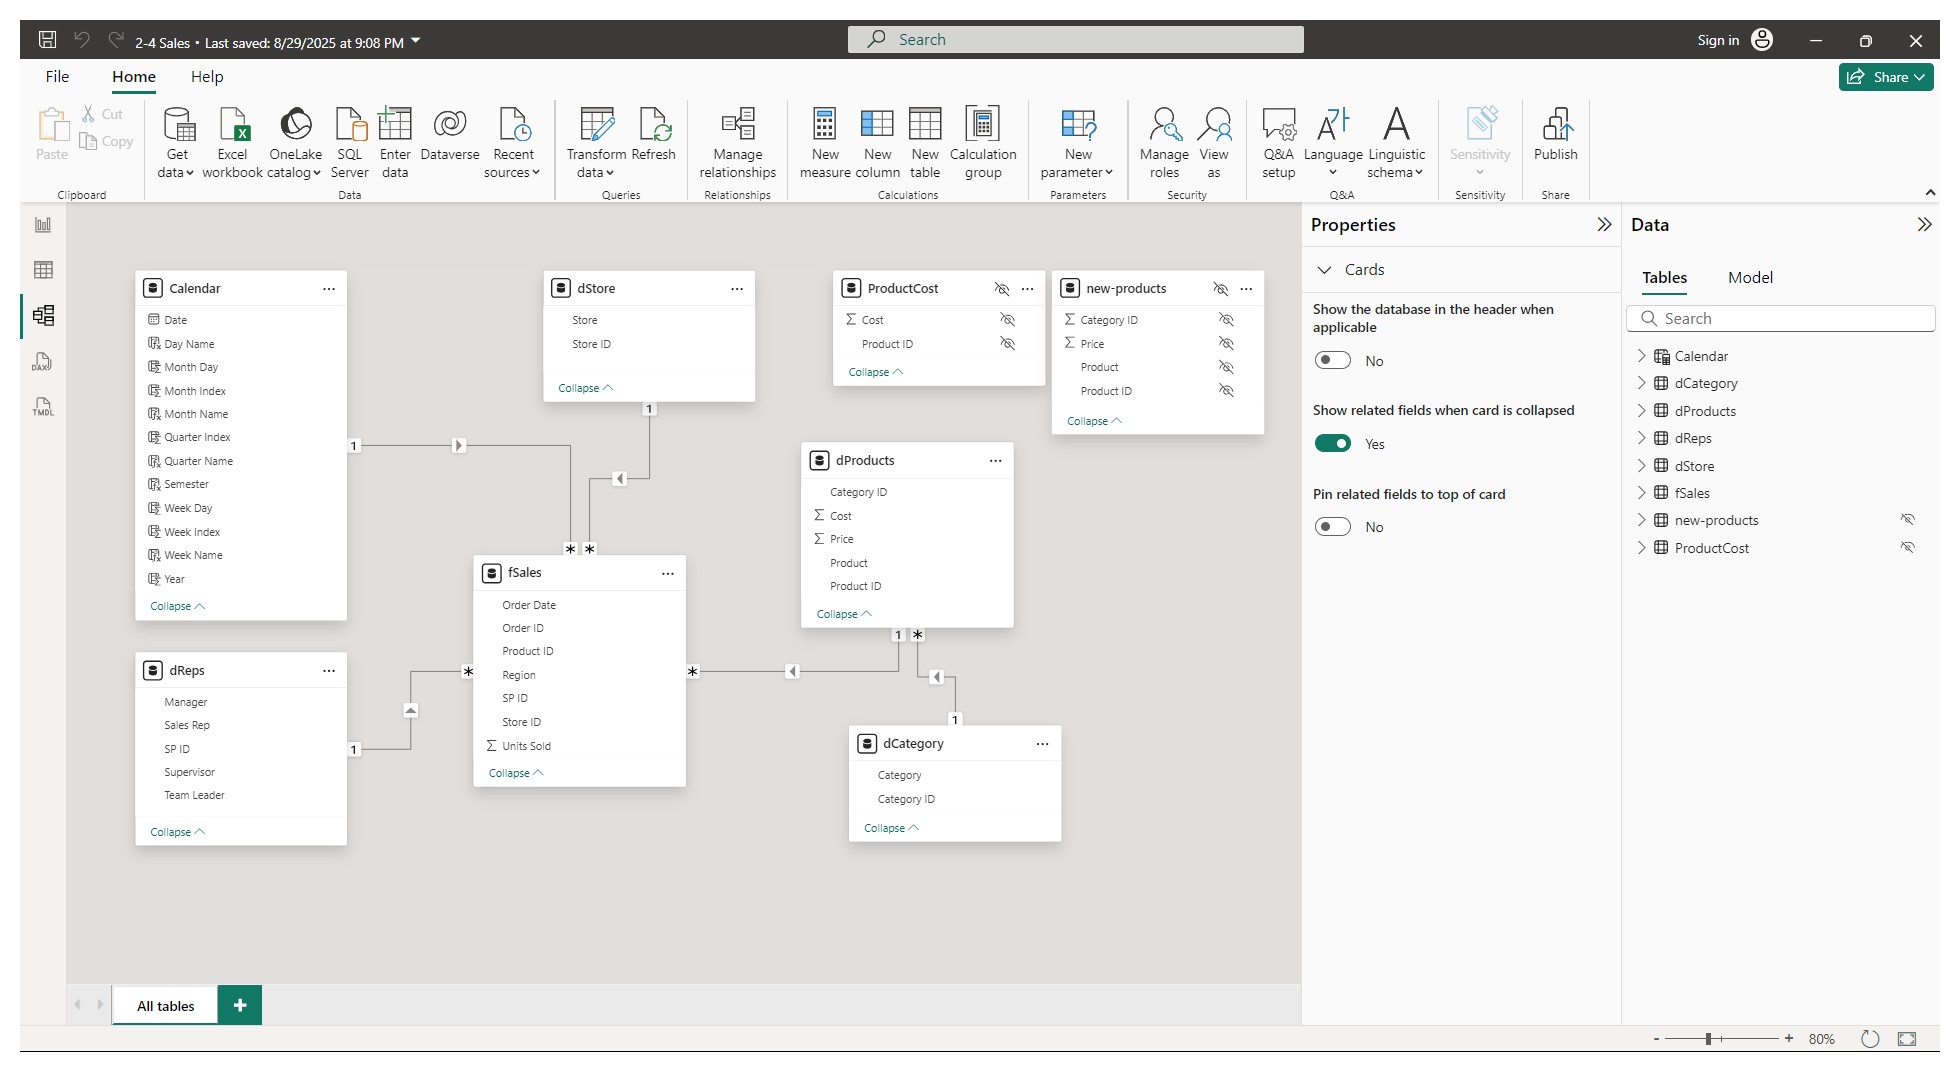 2-4 Sales • Last saved: 8/29/2025 at 9:08 PM
Search
Sign in
File
Home
Help
Share
Paste
Cut
Copy
Clipboard
Get data
Excel workbook
OneLake catalog
SQL Server
Enter data
Dataverse
Recent sources
Data
Transform data
Refresh
Queries
Manage relationships
Relationships
New measure
New column
New table
Calculation group
Calculations
New parameter
Parameters
Manage roles
View as
Security
Q&A setup
Language
Linguistic schema
Q&A
Sensitivity
Sensitivity
Publish
Share
DAX
TMDL
Calendar
Date
Day Name
Month Day
Month Index
Month Name
Quarter Index
Quarter Name
Semester
Week Day
Week Index
Week Name
Year
Collapse
dStore
Store
Store ID
Collapse
ProductCost
Cost
Product ID
Collapse
new-products
Category ID
Price
Product
Product ID
Collapse
1
1
* *
dProducts
Category ID
Cost
Price
Product
Product ID
Collapse
1 *
fSales
Order Date
Order ID
Product ID
Region
SP ID
Store ID
Units Sold
Collapse
* *
dReps
Manager
Sales Rep
SP ID
Supervisor
Team Leader
Collapse
1
1
dCategory
Category
Category ID
Collapse
Properties
Cards
Show the database in the header when
applicable
No
Show related fields when card is collapsed
Yes
Pin related fields to top of card
No
Data
Tables
Model
Search
Calendar
dCategory
dProducts
dReps
dStore
fSales
new-products
ProductCost
All tables
+
- + 80%